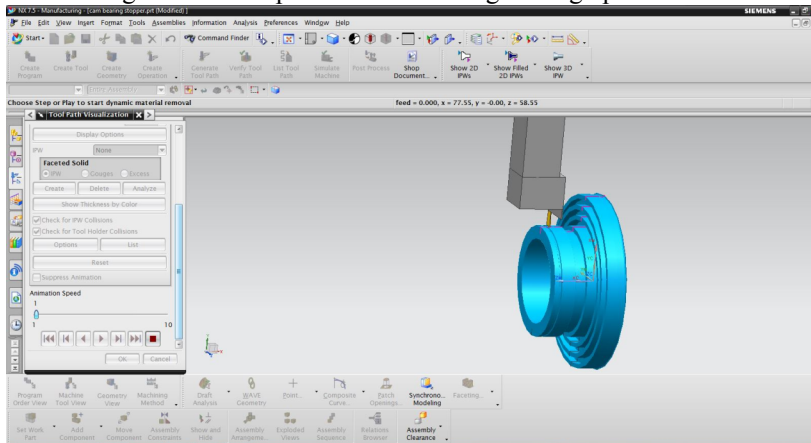 NX 7.5 - Manufacturing - [cam bearing stopper.prt (Modified) ]
SIEMENS
File Edit View Insert Format Tools Assemblies Information Analysis Preferences Window Help
Start Command Finder
Create Program Create Tool Create Geometry Create Operation Generate Tool Path Verify Tool Path List Tool Path Simulate Machine Post Process Shop Document... Show 2D IPWs Show Filled 2D IPWs Show 3D IPW
Entire Assembly
Choose Step or Play to start dynamic material removal
feed = 0.000, x = 77.55, y = -0.00, z = 58.55
Tool Path Visualization
Display Options
IPW None
Faceted Solid
IPW Gouges Excess
Create Delete Analyze
Show Thickness by Color
Check for IPW Collisions
Check for Tool Holder Collisions
Options List
Reset
Suppress Animation
Animation Speed
1
1 10
OK Cancel
Program Order View Machine Tool View Geometry View Machining Method Draft Analysis WAVE Geometry Point... Composite Curve... Patch Openings... Synchrono... Modeling Faceting...
Set Work Part Add Component Move Component Assembly Constraints Show and Hide Assembly Arrangeme... Exploded Views Assembly Sequence Relations Browser Assembly Clearance